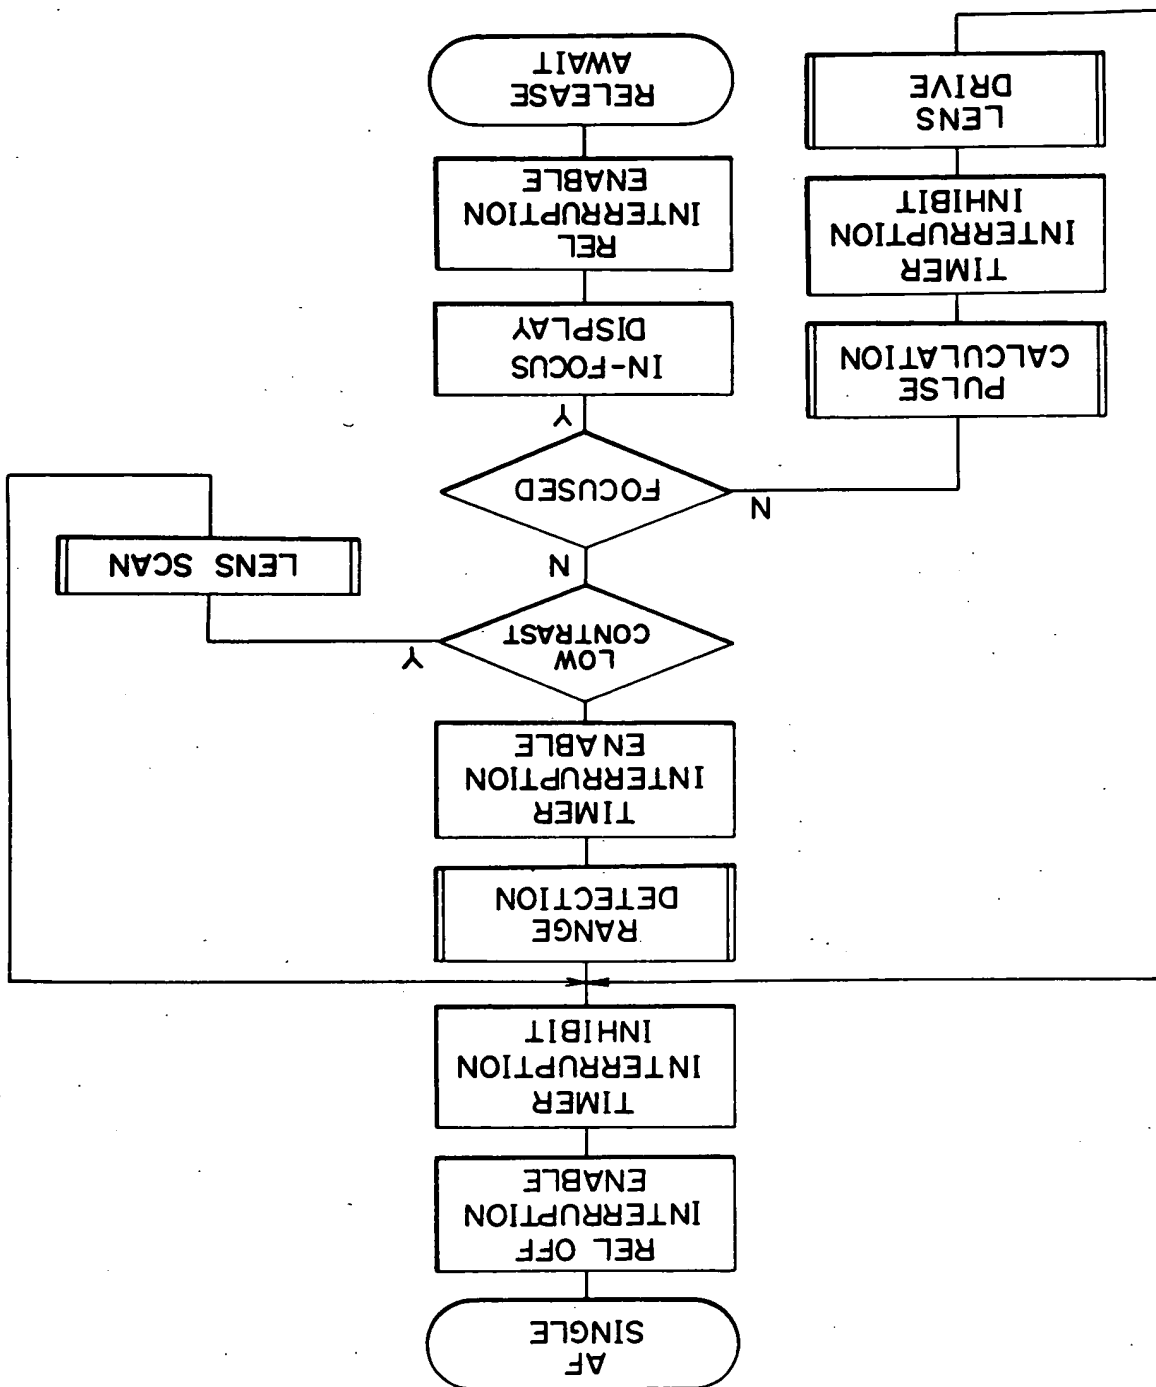 AF
SINGLE
REL OFF
INTERRUPTION
ENABLE
TIMER
INTERRUPTION
INHIBIT
RANGE
DETECTION
TIMER
INTERRUPTION
ENABLE
LOW
CONTRAST
Y
N
LENS SCAN
FOCUSED
N
Y
PULSE
CALCULATION
TIMER
INTERRUPTION
INHIBIT
LENS
DRIVE
IN-FOCUS
DISPLAY
REL
INTERRUPTION
ENABLE
RELEASE
AWAIT